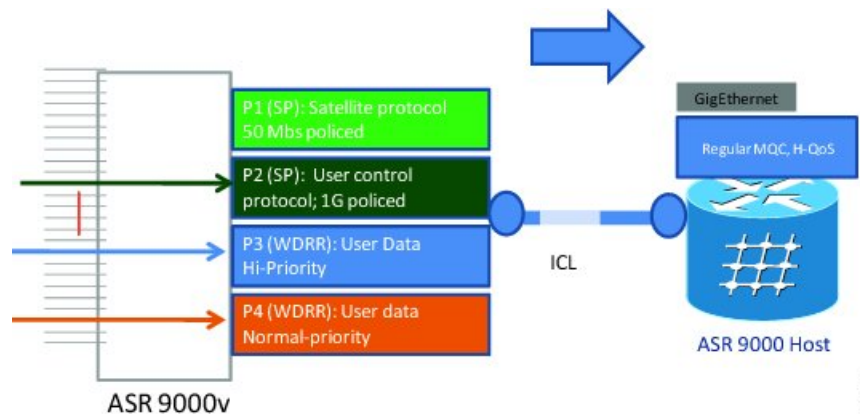 P1 (SP): Satellite protocol
50 Mbs policed
P2 (SP): User control
protocol; 1G policed
P3 (WDRR): User Data
Hi-Priority
P4 (WDRR): User data
Normal-priority
ASR 9000v
ICL
GigEthernet
Regular MQC, H-QoS
ASR 9000 Host